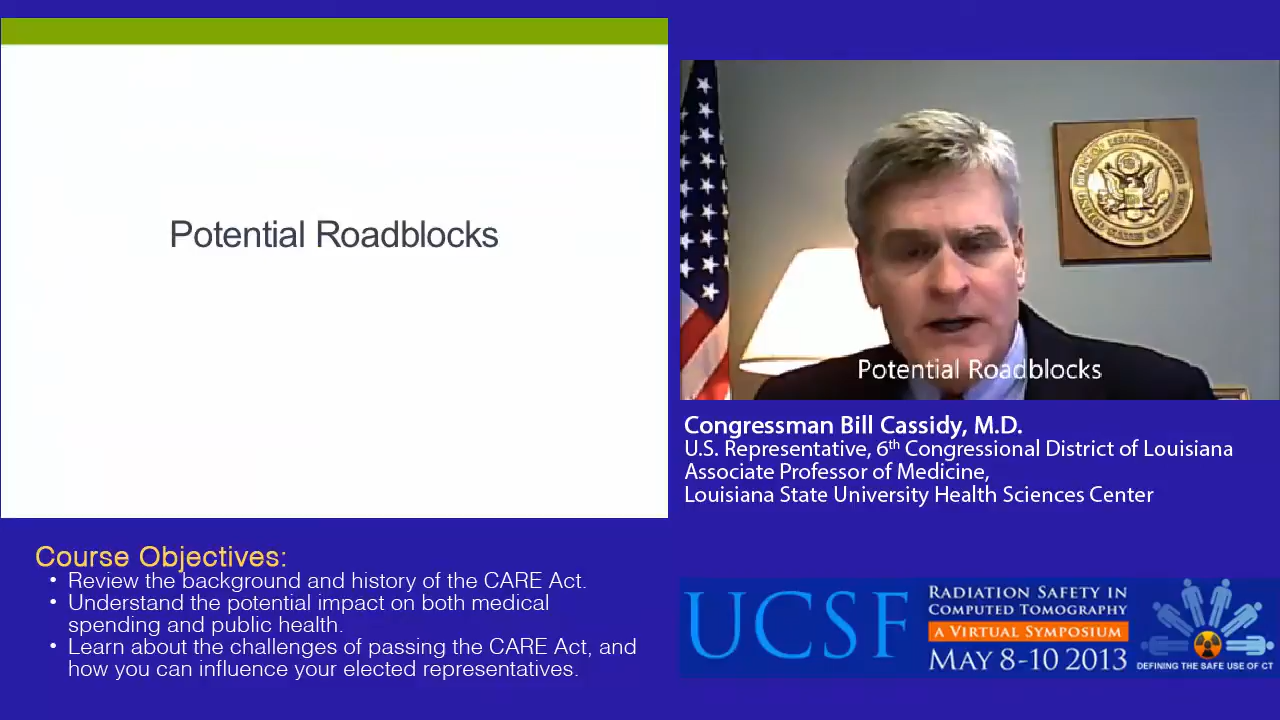 Potential Roadblocks
Potential Roadblocks
Congressman Bill Cassidy, M.D.
U.S. Representative, 6th Congressional District of Louisiana
Associate Professor of Medicine,
Louisiana State University Health Sciences Center
Course Objectives:
• Review the background and history of the CARE Act.
• Understand the potential impact on both medical
spending and public health.
• Learn about the challenges of passing the CARE Act, and
how you can influence your elected representatives.
UCSF
RADIATION SAFETY IN
COMPUTED TOMOGRAPHY
A VIRTUAL SYMPOSIUM
MAY 8-10 2013
DEFINING THE SAFE USE OF CT